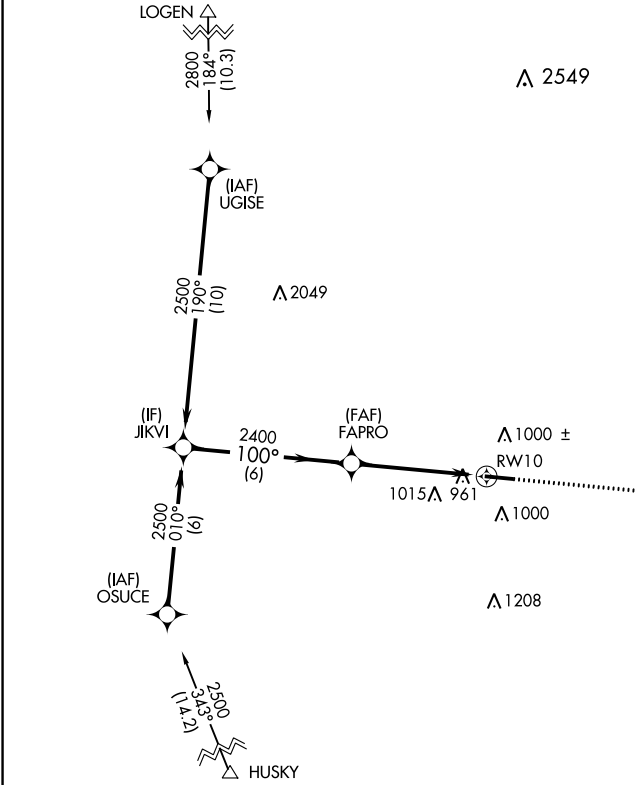 LOGEN
2800
184°
(10.3)
2549
(IAF)
UGISE
2500
190°
(10)
2049
(IF)
JIKVI
2400
100°
(6)
(FAF)
FAPRO
1000 ±
RW10
1015
961
1000
2500
010°
(6)
(IAF)
OSUCE
1208
2500
343°
(14.2)
HUSKY